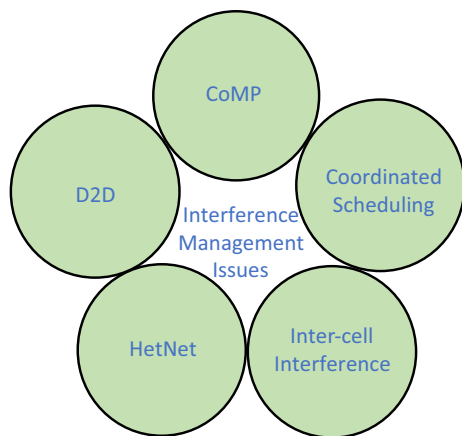 CoMP
D2D
Coordinated
Scheduling
Interference
Management
Issues
HetNet
Inter-cell
Interference